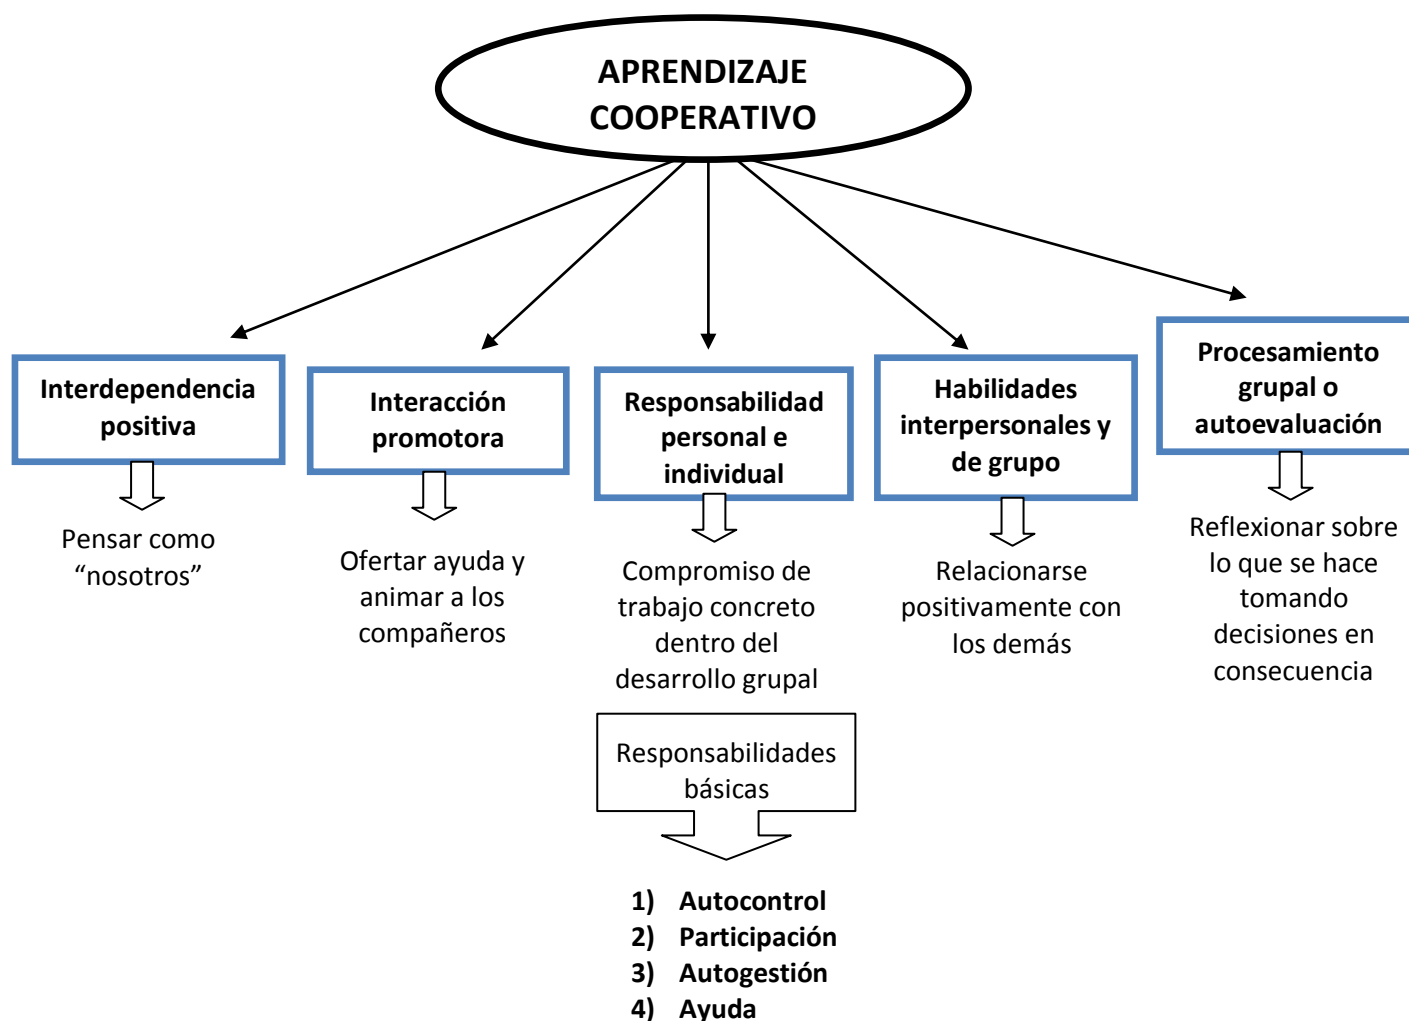 APRENDIZAJE
COOPERATIVO
Interdependencia
positiva
Pensar como
“nosotros”
Interacción
promotora
Ofertar ayuda y
animar a los
compañeros
Responsabilidad
personal e
individual
Compromiso de
trabajo concreto
dentro del
desarrollo grupal
Responsabilidades
básicas
1) Autocontrol
2) Participación
3) Autogestión
4) Ayuda
Habilidades
interpersonales y
de grupo
Relacionarse
positivamente con
los demás
Procesamiento
grupal o
autoevaluación
Reflexionar sobre
lo que se hace
tomando
decisiones en
consecuencia